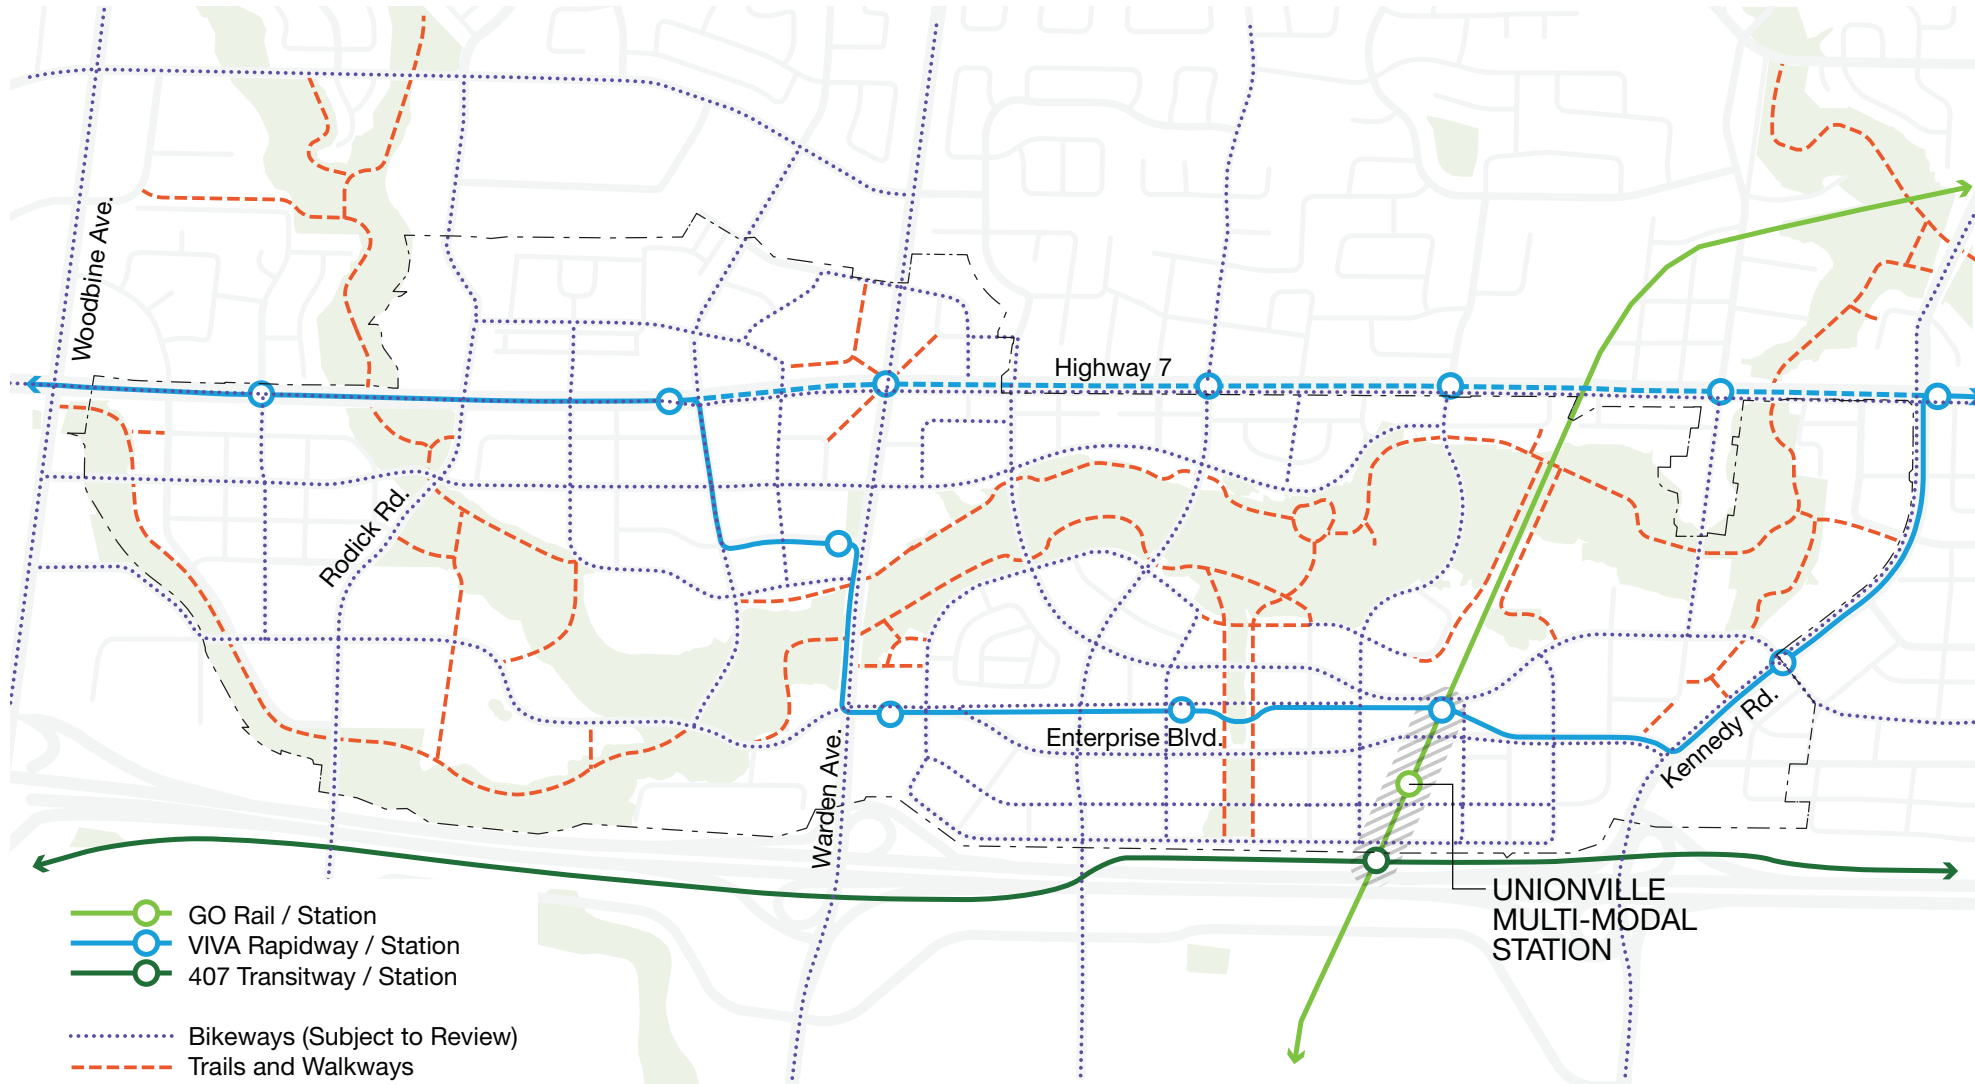 Woodbine Ave.
Highway 7
Rodick Rd.
Enterprise Blvd.
Kennedy Rd.
Warden Ave.
UNIONVILLE
MULTI-MODAL
STATION
GO Rail / Station
VIVA Rapidway / Station
407 Transitway / Station
Bikeways (Subject to Review)
Trails and Walkways